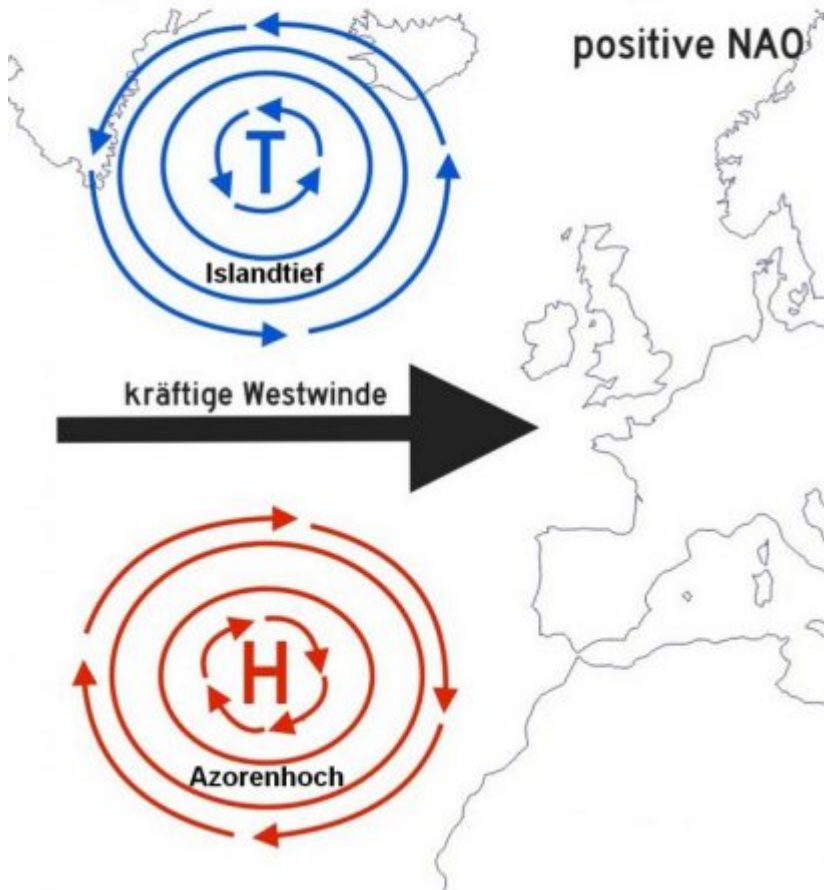 positive NAO
T
Islandtief
kräftige Westwinde
H
Azorenhoch